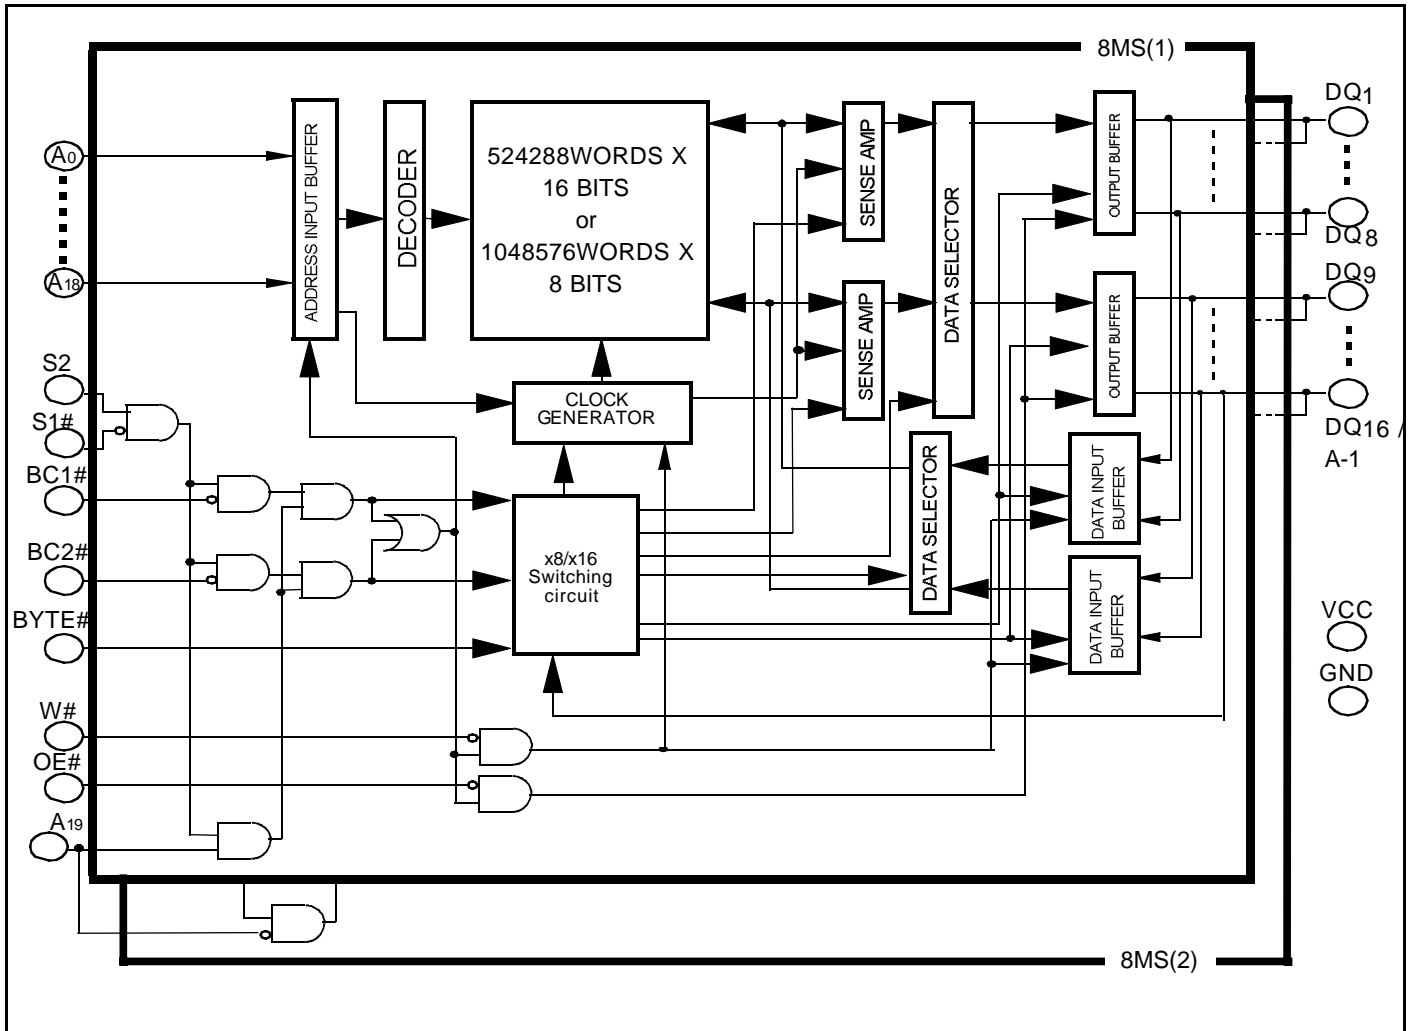 8MS(1)
A0
A18
S2
S1#
BC1#
BC2#
BYTE#
W#
OE#
A19
ADDRESS INPUT BUFFER
DECODER
524288WORDS X
16 BITS
or
1048576WORDS X
8 BITS
CLOCK
GENERATOR
x8/x16
Switching
circuit
SENSE AMP
SENSE AMP
DATA SELECTOR
DATA SELECTOR
OUTPUT BUFFER
OUTPUT BUFFER
DATA INPUT
BUFFER
DATA INPUT
BUFFER
DQ1
DQ8
DQ9
DQ16 /
A-1
VCC
GND
8MS(2)